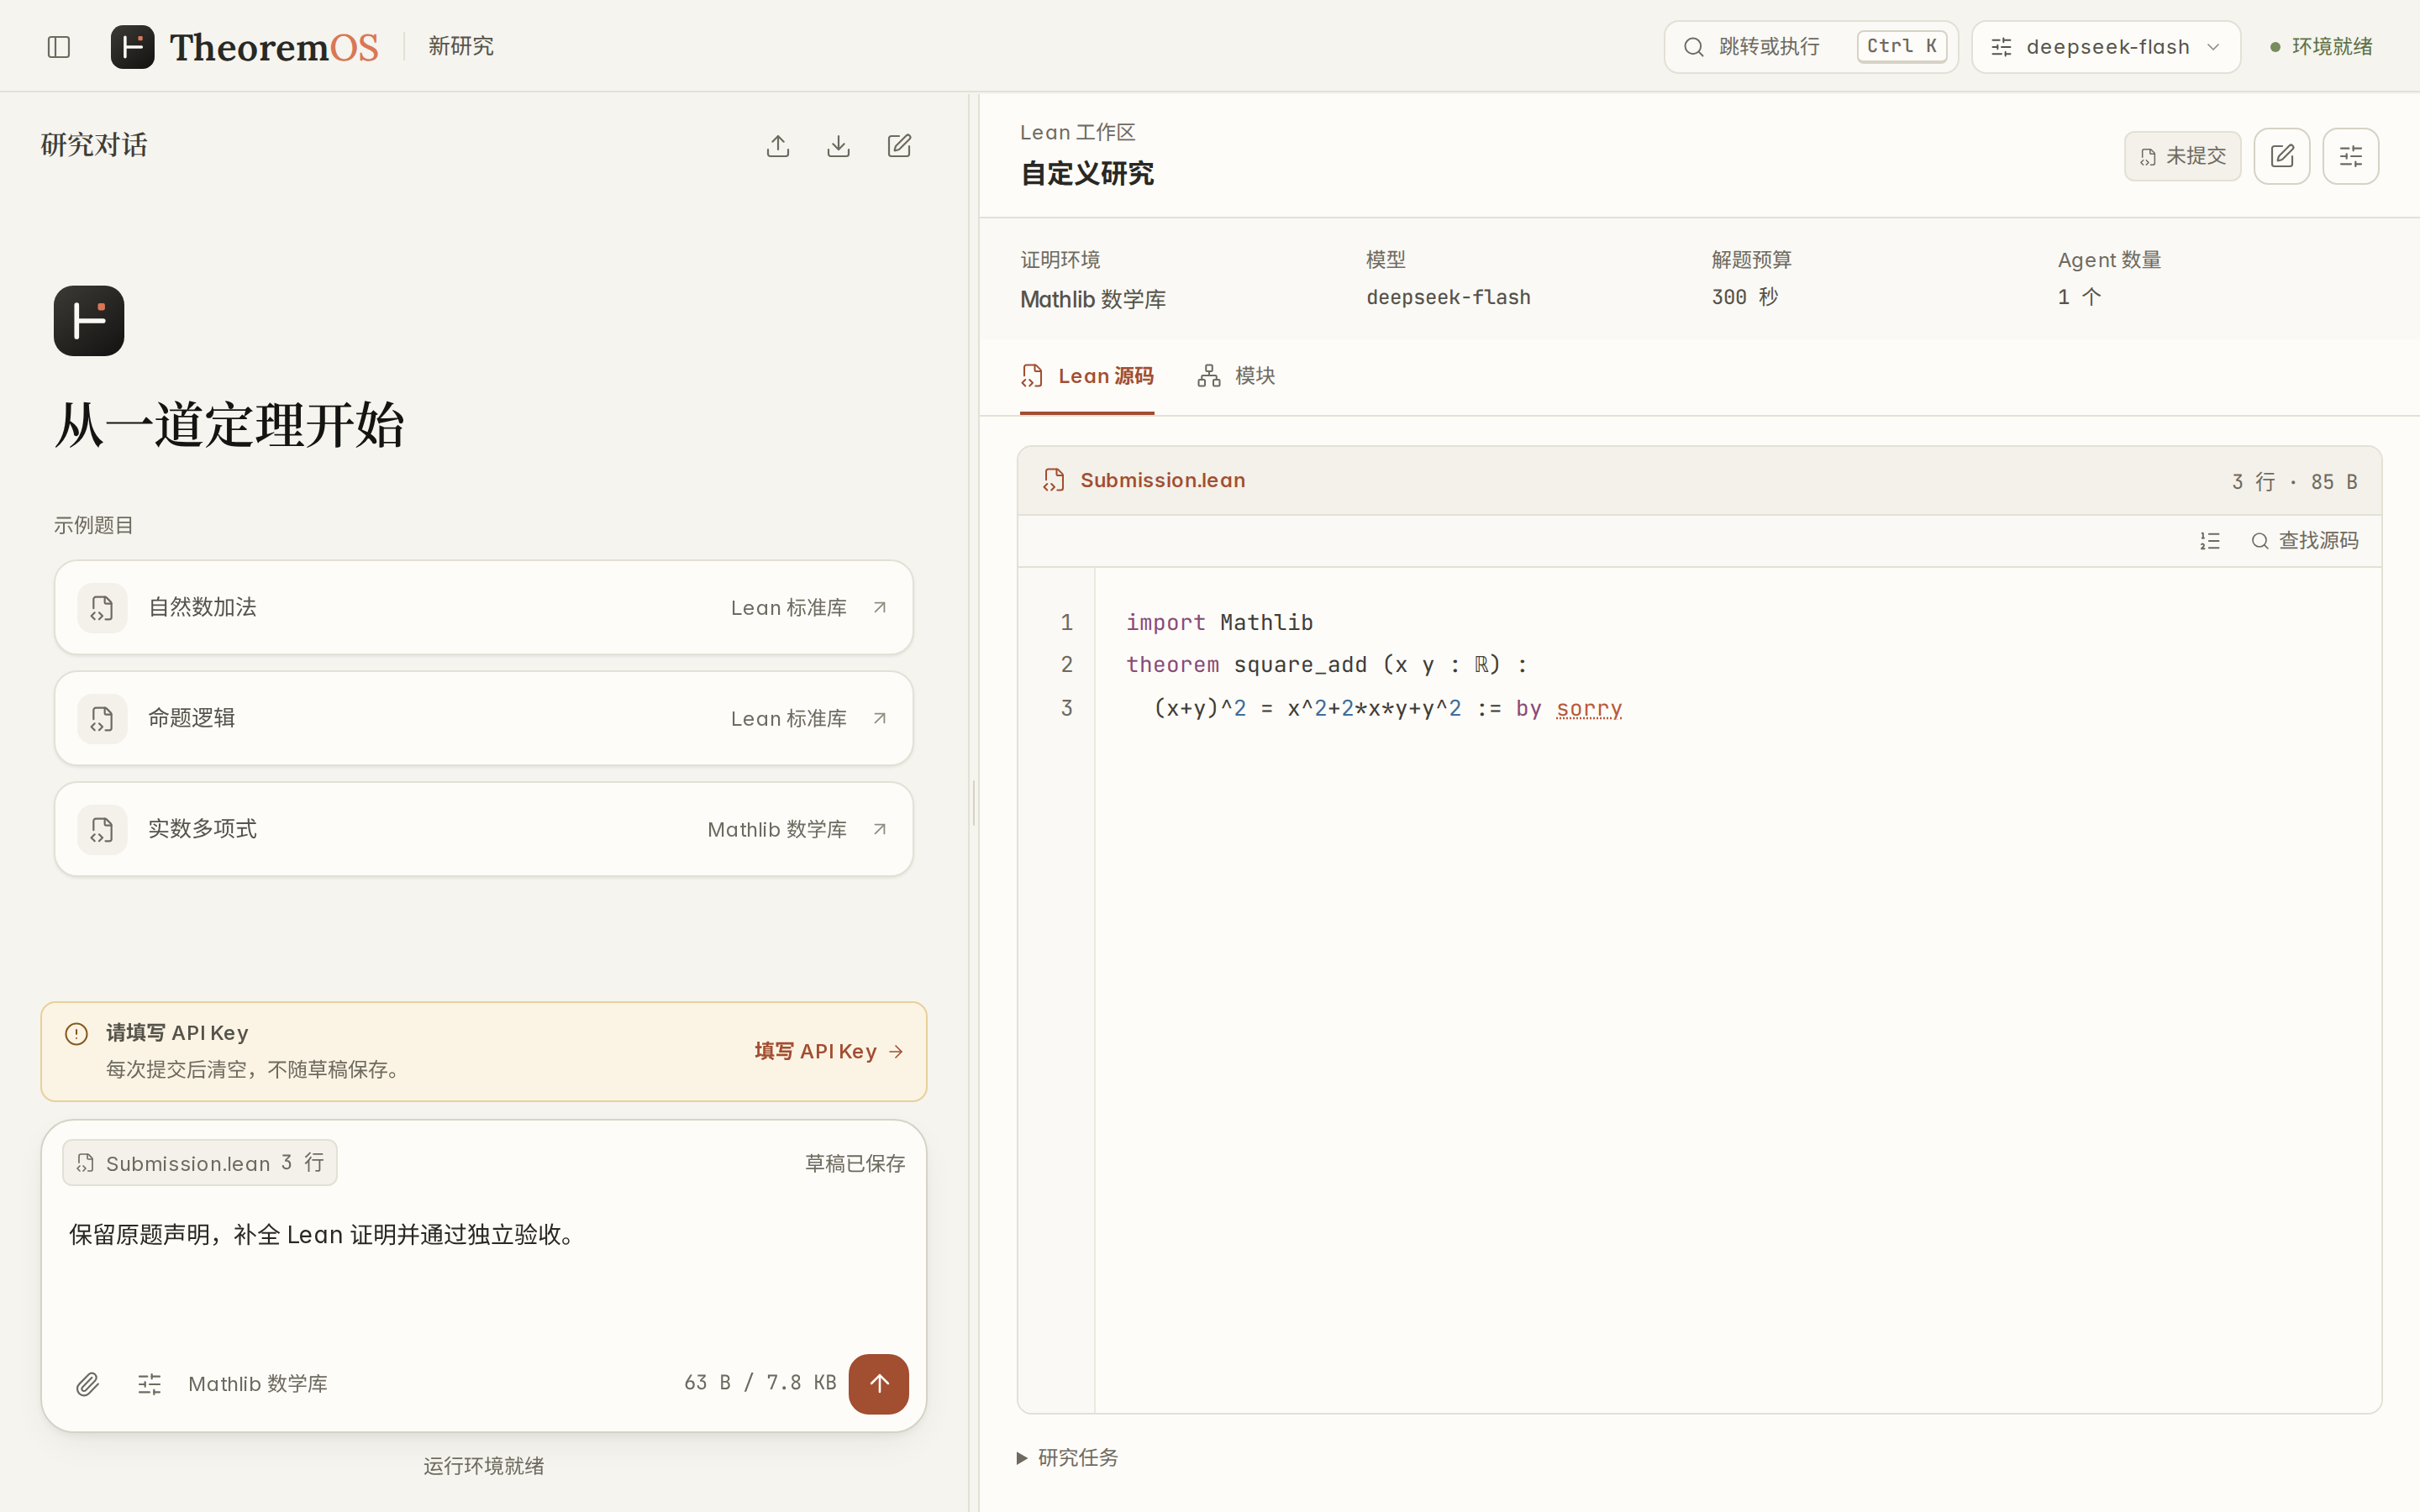 TheoremOS 新研究 跳转或执行 Ctrl K deepseek-flash 环境就绪
研究对话
从一道定理开始
示例题目
自然数加法 Lean 标准库
命题逻辑 Lean 标准库
实数多项式 Mathlib 数学库
请填写 API Key
每次提交后清空，不随草稿保存。
填写 API Key
Submission.lean 3 行 草稿已保存
保留原题声明，补全 Lean 证明并通过独立验收。
Mathlib 数学库 63 B / 7.8 KB
运行环境就绪
Lean 工作区
自定义研究
未提交
证明环境 模型 解题预算 Agent 数量
Mathlib 数学库 deepseek-flash 300 秒 1 个
Lean 源码 模块
Submission.lean 3 行 · 85 B
查找源码
1 import Mathlib
2 theorem square_add (x y : ℝ) :
3 (x+y)^2 = x^2+2*x*y+y^2 := by sorry
研究任务